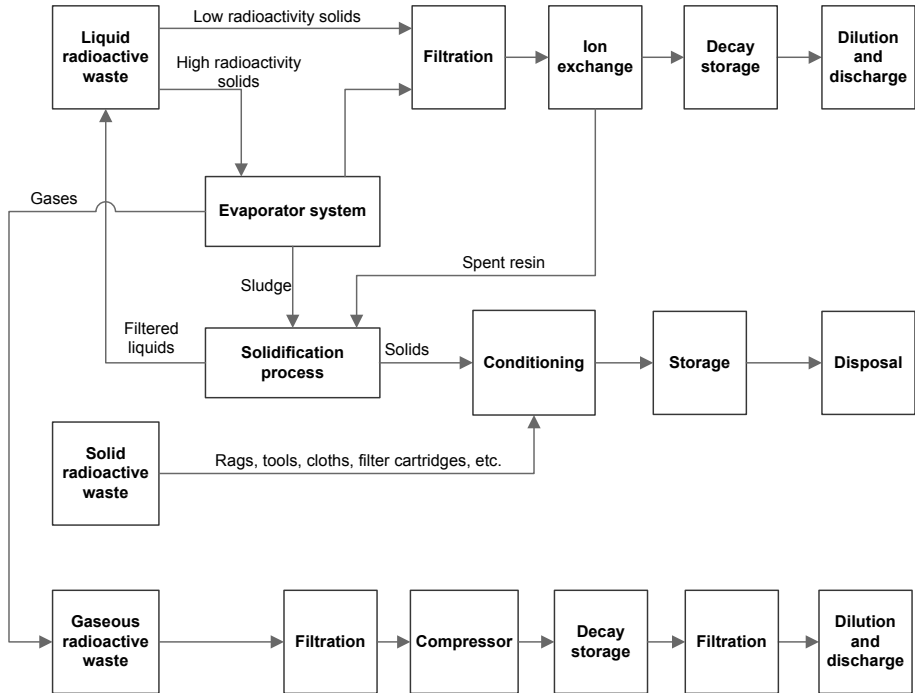 Low radioactivity solids
Liquid
radioactive
waste
High radioactivity
solids
Filtration
Ion
exchange
Decay
storage
Dilution
and
discharge
Gases
Evaporator system
Sludge
Spent resin
Filtered
liquids
Solidification
process
Solids
Conditioning
Storage
Disposal
Solid
radioactive
waste
Rags, tools, cloths, filter cartridges, etc.
Gaseous
radioactive
waste
Filtration
Compressor
Decay
storage
Filtration
Dilution
and
discharge